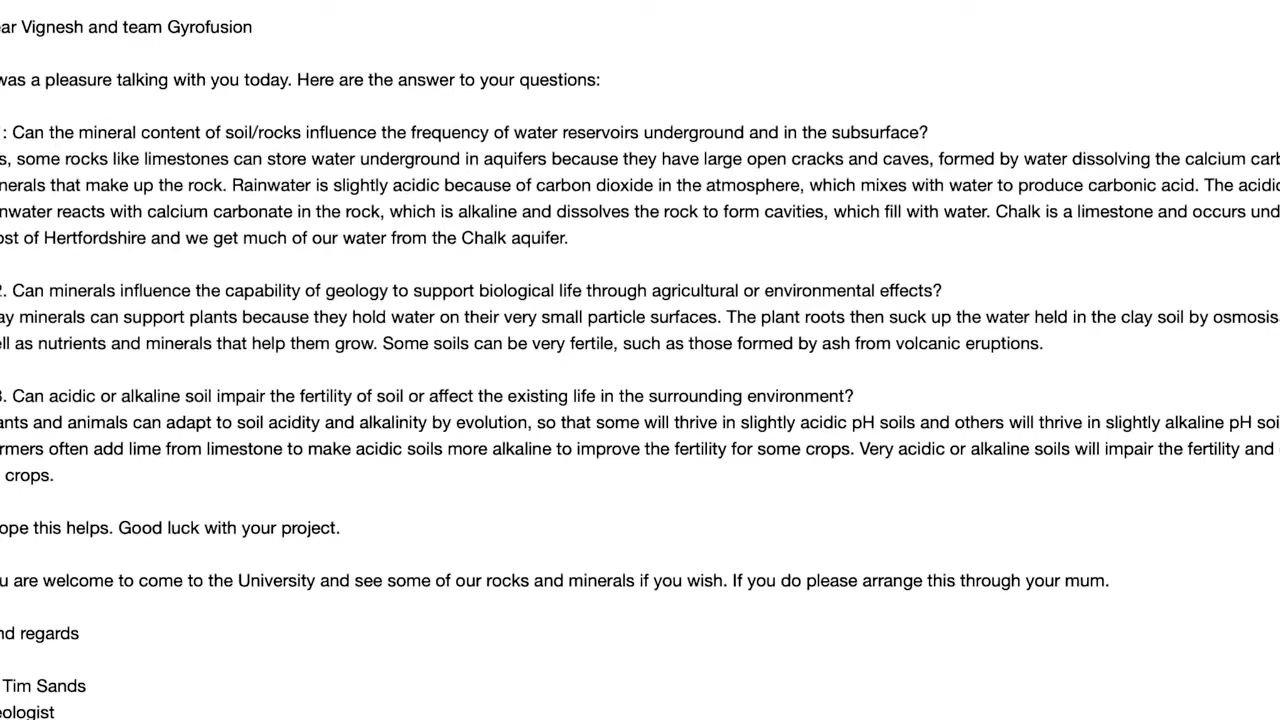 ar Vignesh and team Gyrofusion
was a pleasure talking with you today. Here are the answer to your questions:
: Can the mineral content of soil/rocks influence the frequency of water reservoirs underground and in the subsurface?
s, some rocks like limestones can store water underground in aquifers because they have large open cracks and caves, formed by water dissolving the calcium carb
nerals that make up the rock. Rainwater is slightly acidic because of carbon dioxide in the atmosphere, which mixes with water to produce carbonic acid. The acidic
nwater reacts with calcium carbonate in the rock, which is alkaline and dissolves the rock to form cavities, which fill with water. Chalk is a limestone and occurs und
ost of Hertfordshire and we get much of our water from the Chalk aquifer.
2. Can minerals influence the capability of geology to support biological life through agricultural or environmental effects?
ay minerals can support plants because they hold water on their very small particle surfaces. The plant roots then suck up the water held in the clay soil by osmosis
ll as nutrients and minerals that help them grow. Some soils can be very fertile, such as those formed by ash from volcanic eruptions.
3. Can acidic or alkaline soil impair the fertility of soil or affect the existing life in the surrounding environment?
ants and animals can adapt to soil acidity and alkalinity by evolution, so that some will thrive in slightly acidic pH soils and others will thrive in slightly alkaline pH soi
rmers often add lime from limestone to make acidic soils more alkaline to improve the fertility for some crops. Very acidic or alkaline soils will impair the fertility and
crops.
ope this helps. Good luck with your project.
u are welcome to come to the University and see some of our rocks and minerals if you wish. If you do please arrange this through your mum.
nd regards
Tim Sands
eologist